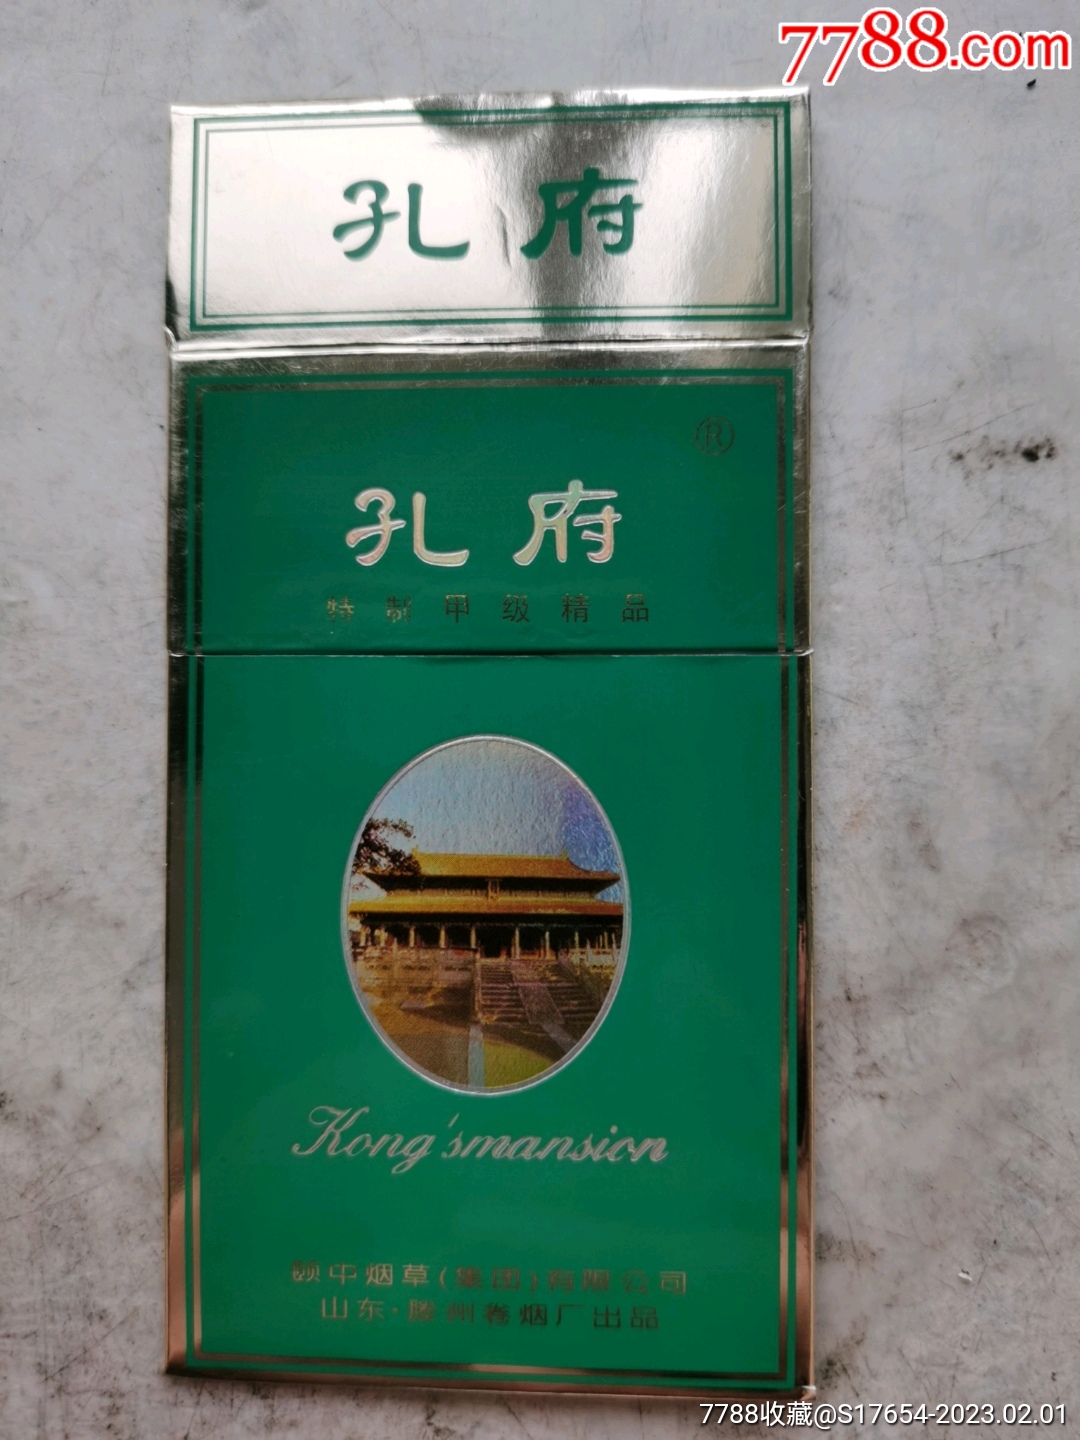 7788.com
孔府
®
孔府
特制甲级精品
Kong'smansion
颐中烟草(集团)有限公司
山东·滕州卷烟厂出品
7788收藏@S17654-2023.02.01